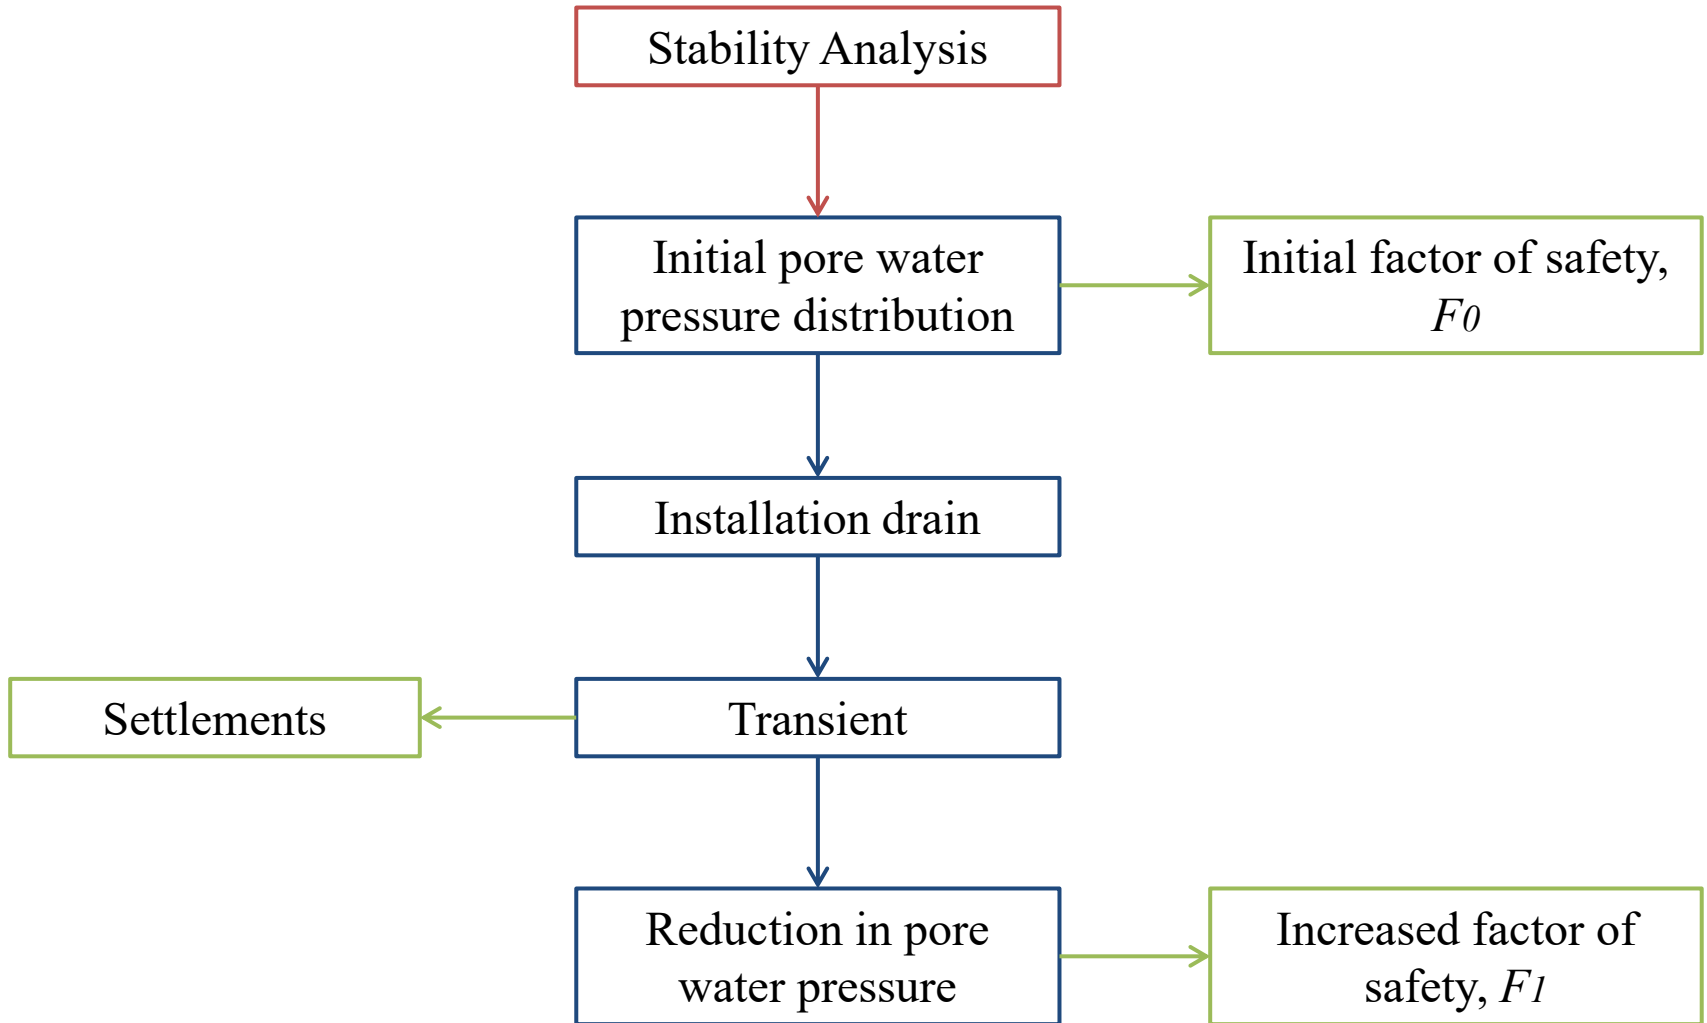 Stability Analysis
Initial pore water
pressure distribution
Initial factor of safety,
F0
Installation drain
Settlements
Transient
Reduction in pore
water pressure
Increased factor of
safety, F1